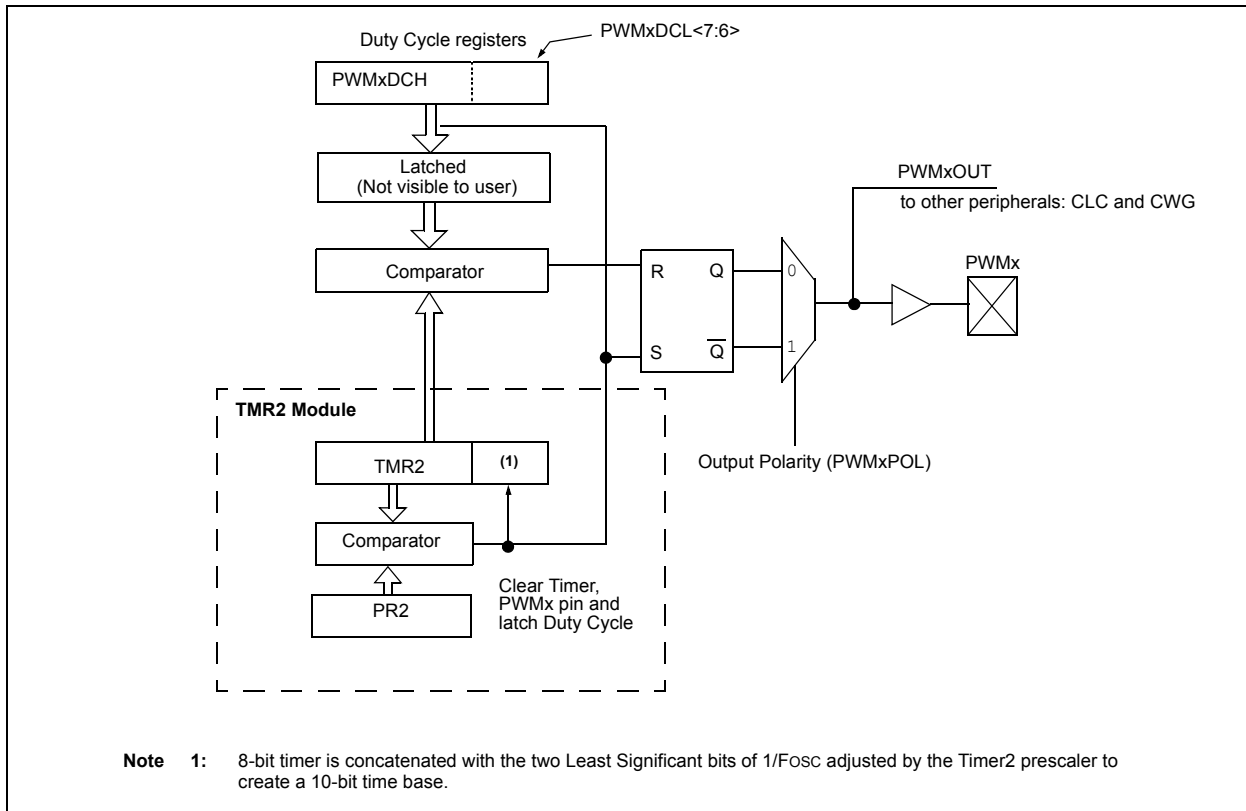 Duty Cycle registers
PWMxDCL<7:6>
PWMxDCH
Latched
(Not visible to user)
Comparator
R
Q
S
Q̅
0
1
PWMxOUT
to other peripherals: CLC and CWG
PWMx
Output Polarity (PWMxPOL)
TMR2 Module
TMR2
(1)
Comparator
PR2
Clear Timer,
PWMx pin and
latch Duty Cycle
Note 1: 8-bit timer is concatenated with the two Least Significant bits of 1/FOSC adjusted by the Timer2 prescaler to
create a 10-bit time base.